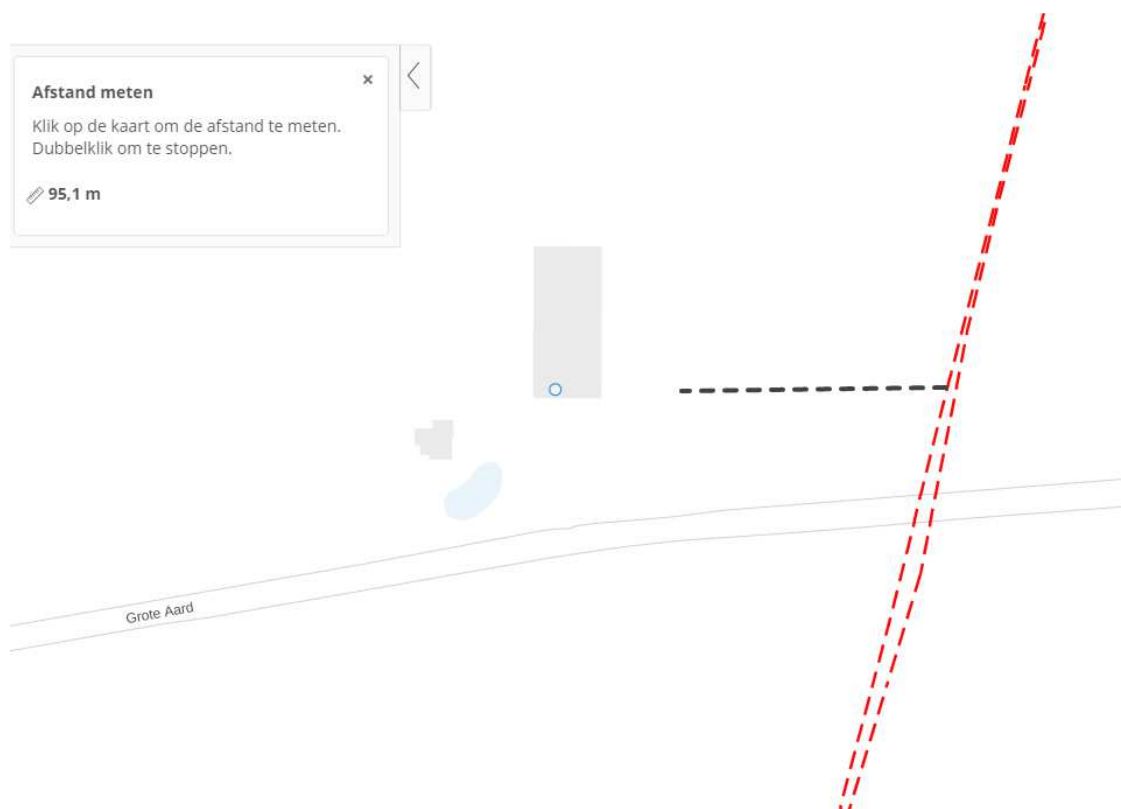 Afstand meten
Klik op de kaart om de afstand te meten.
Dubbelklik om te stoppen.
95,1 m
Grote Aard